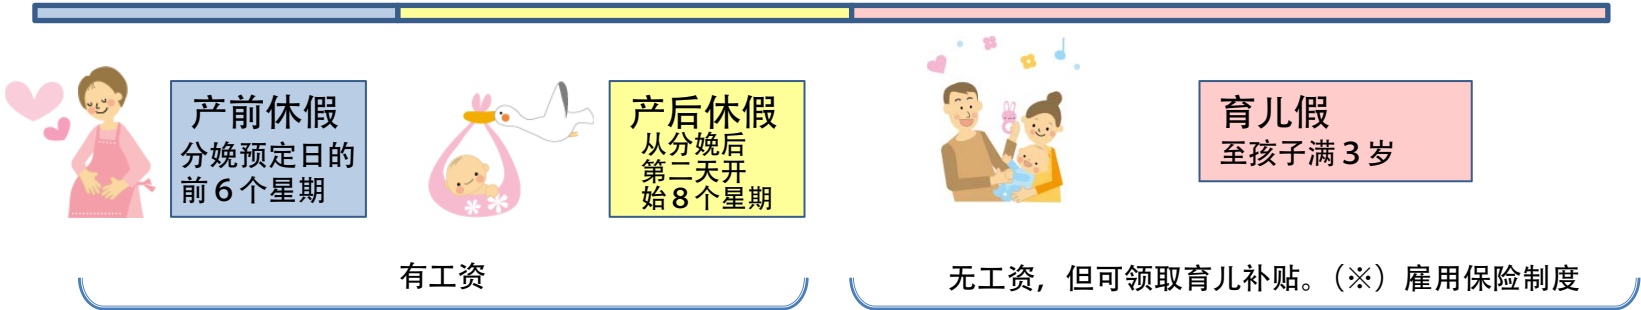 产前休假
分娩预定日的
前６个星期
产后休假
从分娩后
第二天开
始８个星期
育儿假
至孩子满３岁
有工资
无工资，但可领取育儿补贴。（※）雇用保险制度